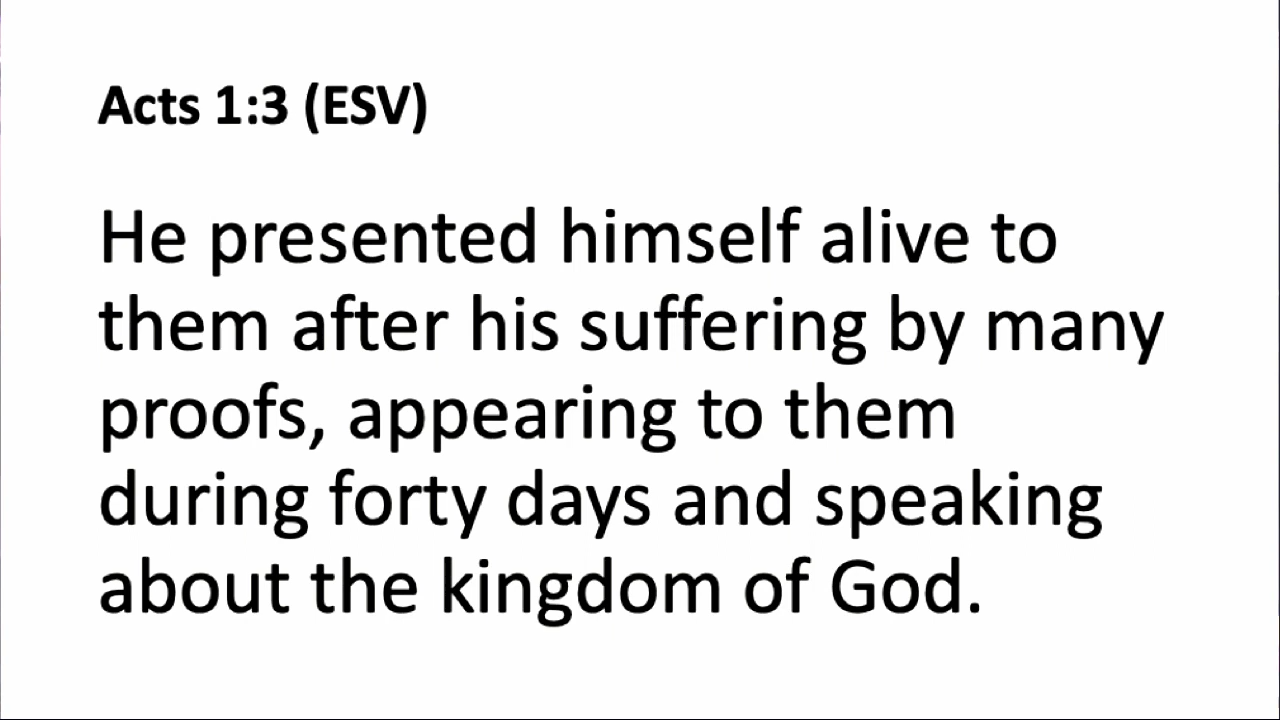 Acts 1:3 (ESV)
He presented himself alive to
them after his suffering by many
proofs, appearing to them
during forty days and speaking
about the kingdom of God.